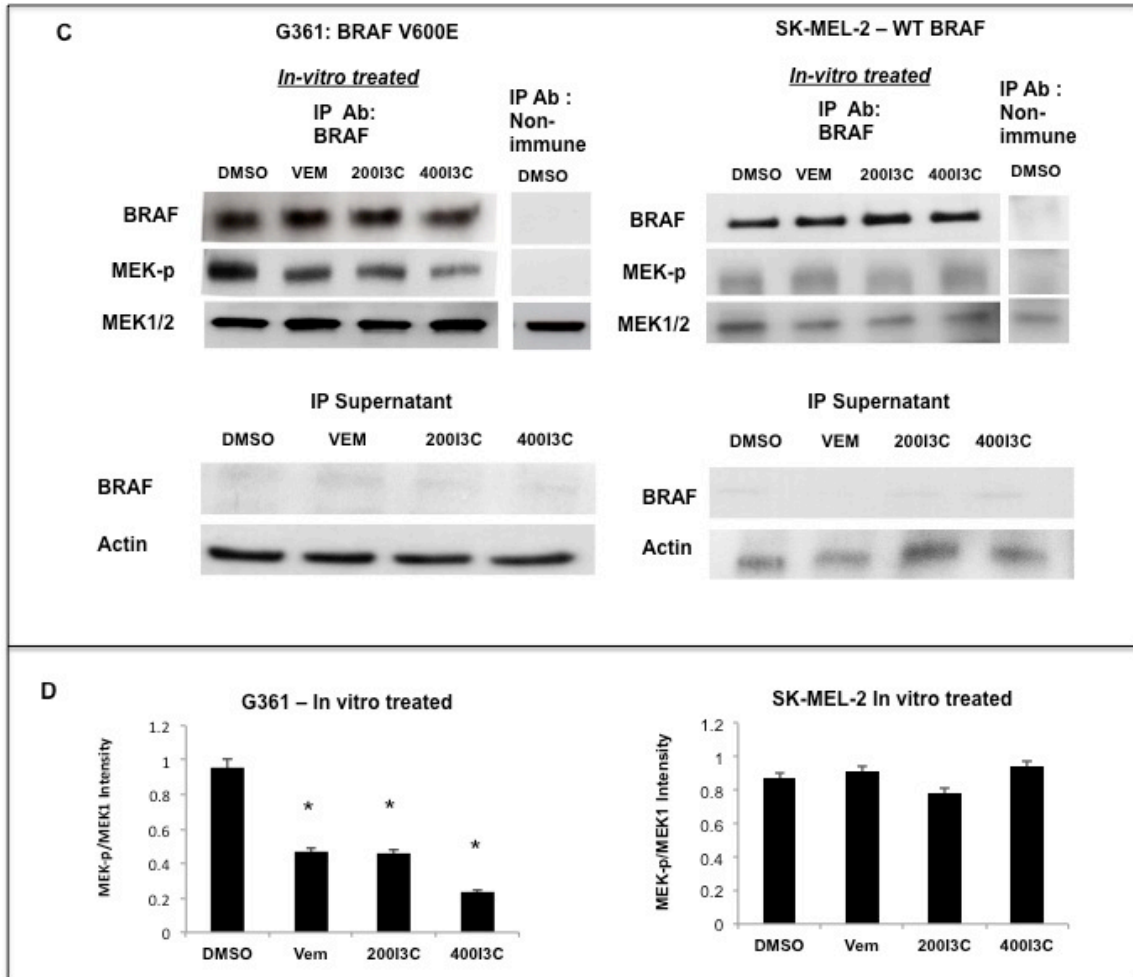 C
G361: BRAF V600E
In-vitro treated
IP Ab:
BRAF
IP Ab :
Non-
immune
DMSO VEM 200I3C 400I3C
DMSO
BRAF
MEK-p
MEK1/2
IP Supernatant
DMSO VEM 200I3C 400I3C
BRAF
Actin
SK-MEL-2 – WT BRAF
In-vitro treated
IP Ab:
BRAF
IP Ab :
Non-
immune
DMSO VEM 200I3C 400I3C
DMSO
BRAF
MEK-p
MEK1/2
IP Supernatant
DMSO VEM 200I3C 400I3C
BRAF
Actin
D
G361 – In vitro treated
MEK-p/MEK1 Intensity
1.2
1
0.8
0.6
0.4
0.2
0
* * *
DMSO Vem 200I3C 400I3C
SK-MEL-2 In vitro treated
MEK-p/MEK1 Intensity
1.2
1
0.8
0.6
0.4
0.2
0
DMSO Vem 200I3C 400I3C